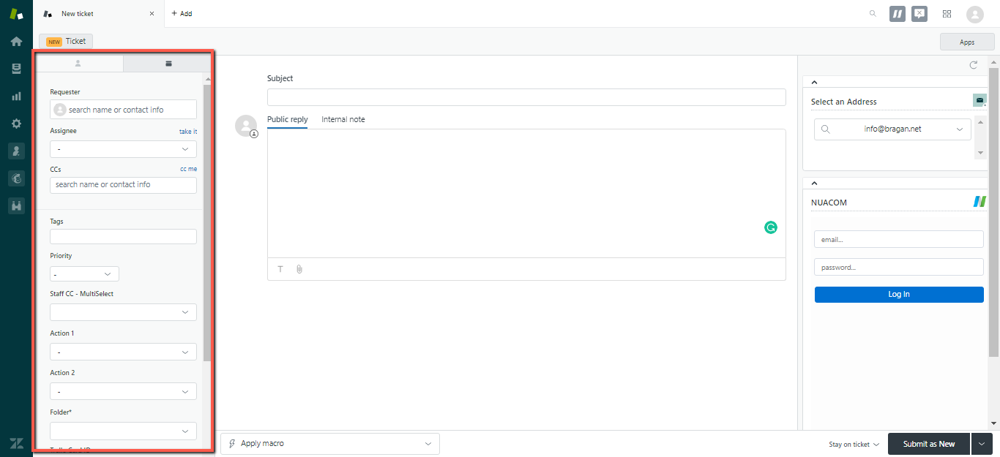 New ticket
Add
NEW Ticket
Apps
Requester
search name or contact info
Assignee
take it
-
CCs
cc me
search name or contact info
Tags
Priority
-
Staff CC - MultiSelect
Action 1
-
Action 2
-
Folder*
Subject
Public reply
Internal note
T
Apply macro
Select an Address
info@bragan.net
NUACOM
email...
password...
Log In
Stay on ticket
Submit as New